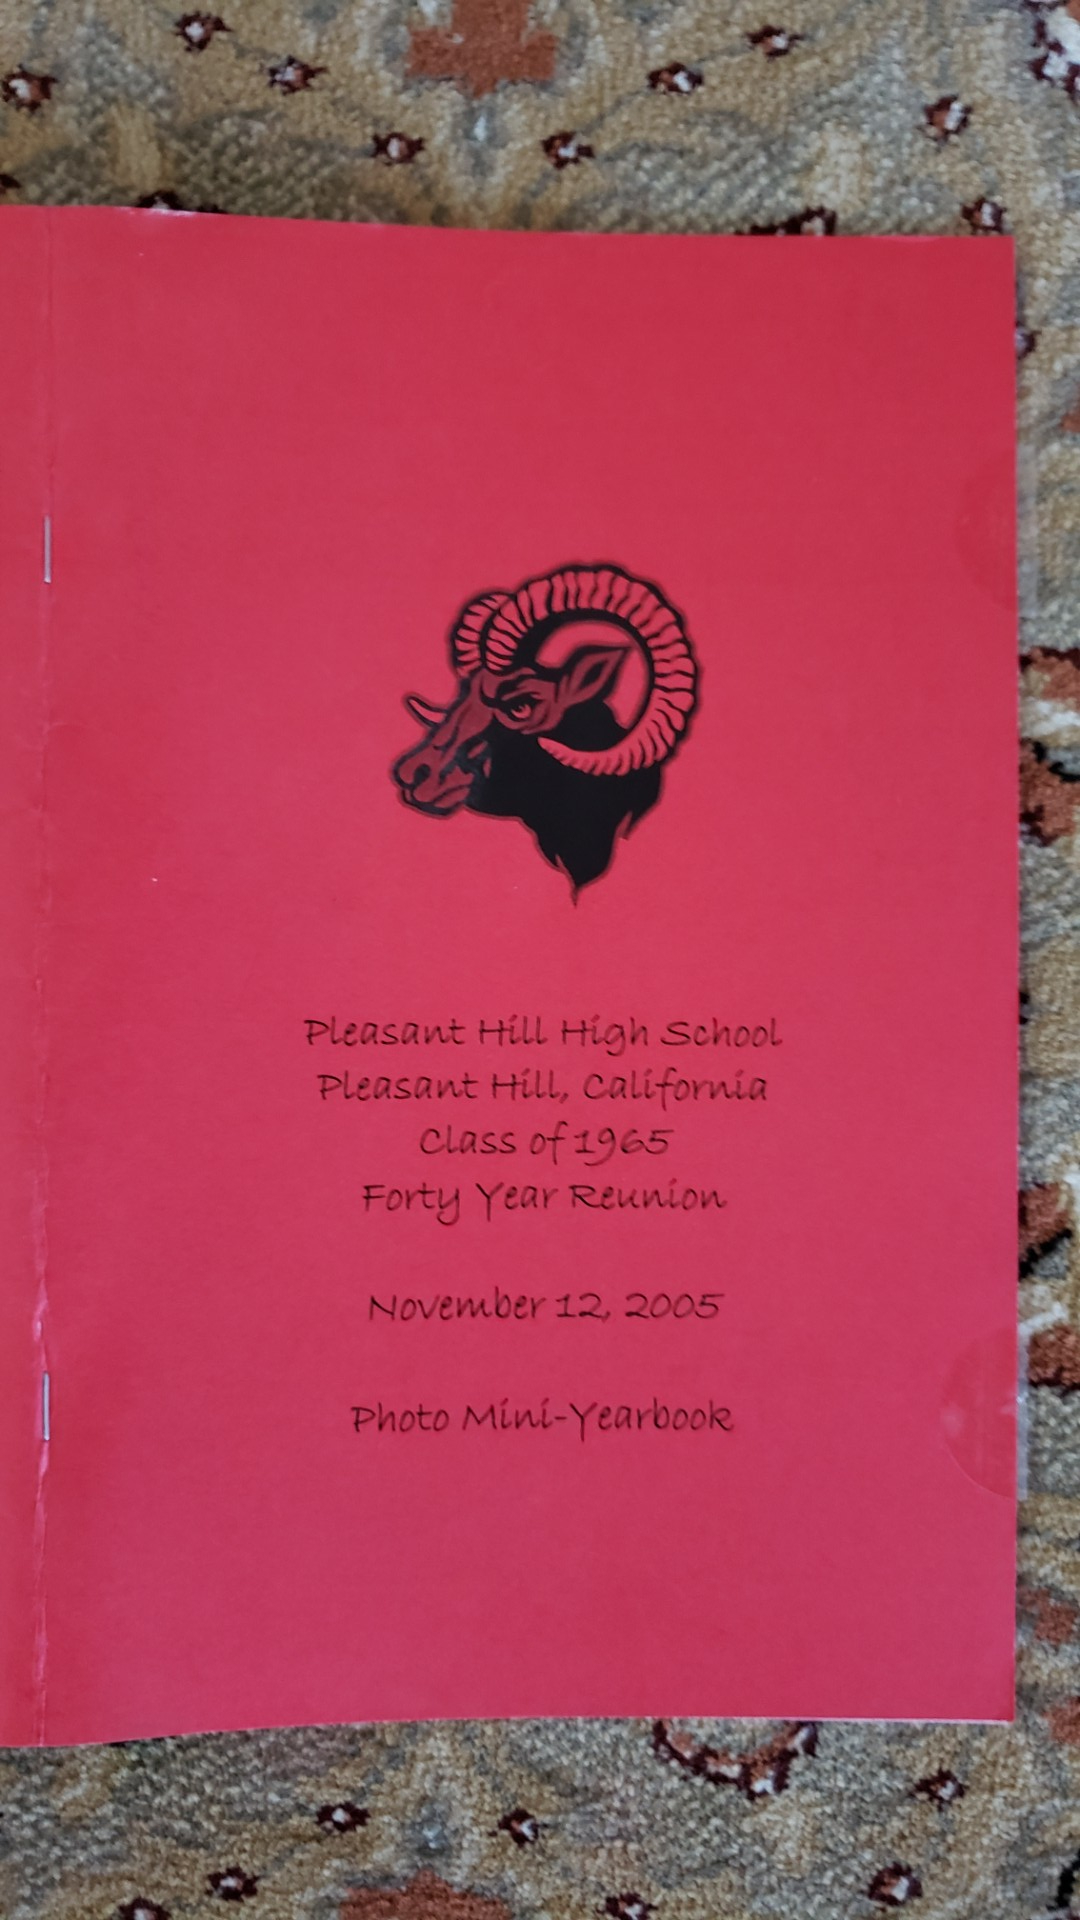 Pleasant Hill High School
Pleasant Hill, California
Class of 1965
Forty Year Reunion
November 12, 2005
Photo Mini-Yearbook